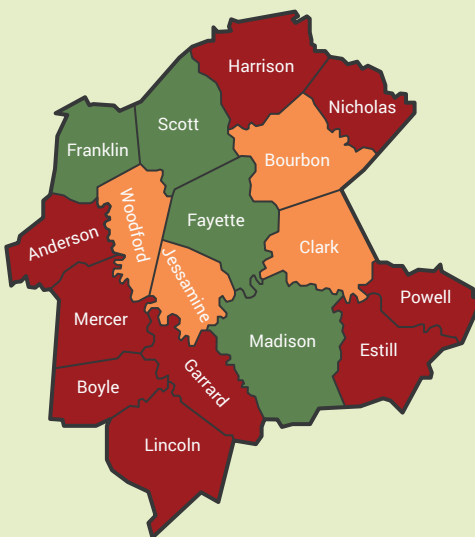 Harrison
Nicholas
Scott
Franklin
Bourbon
Woodford
Fayette
Anderson
Clark
Jessamine
Powell
Mercer
Madison
Estill
Garrard
Boyle
Lincoln